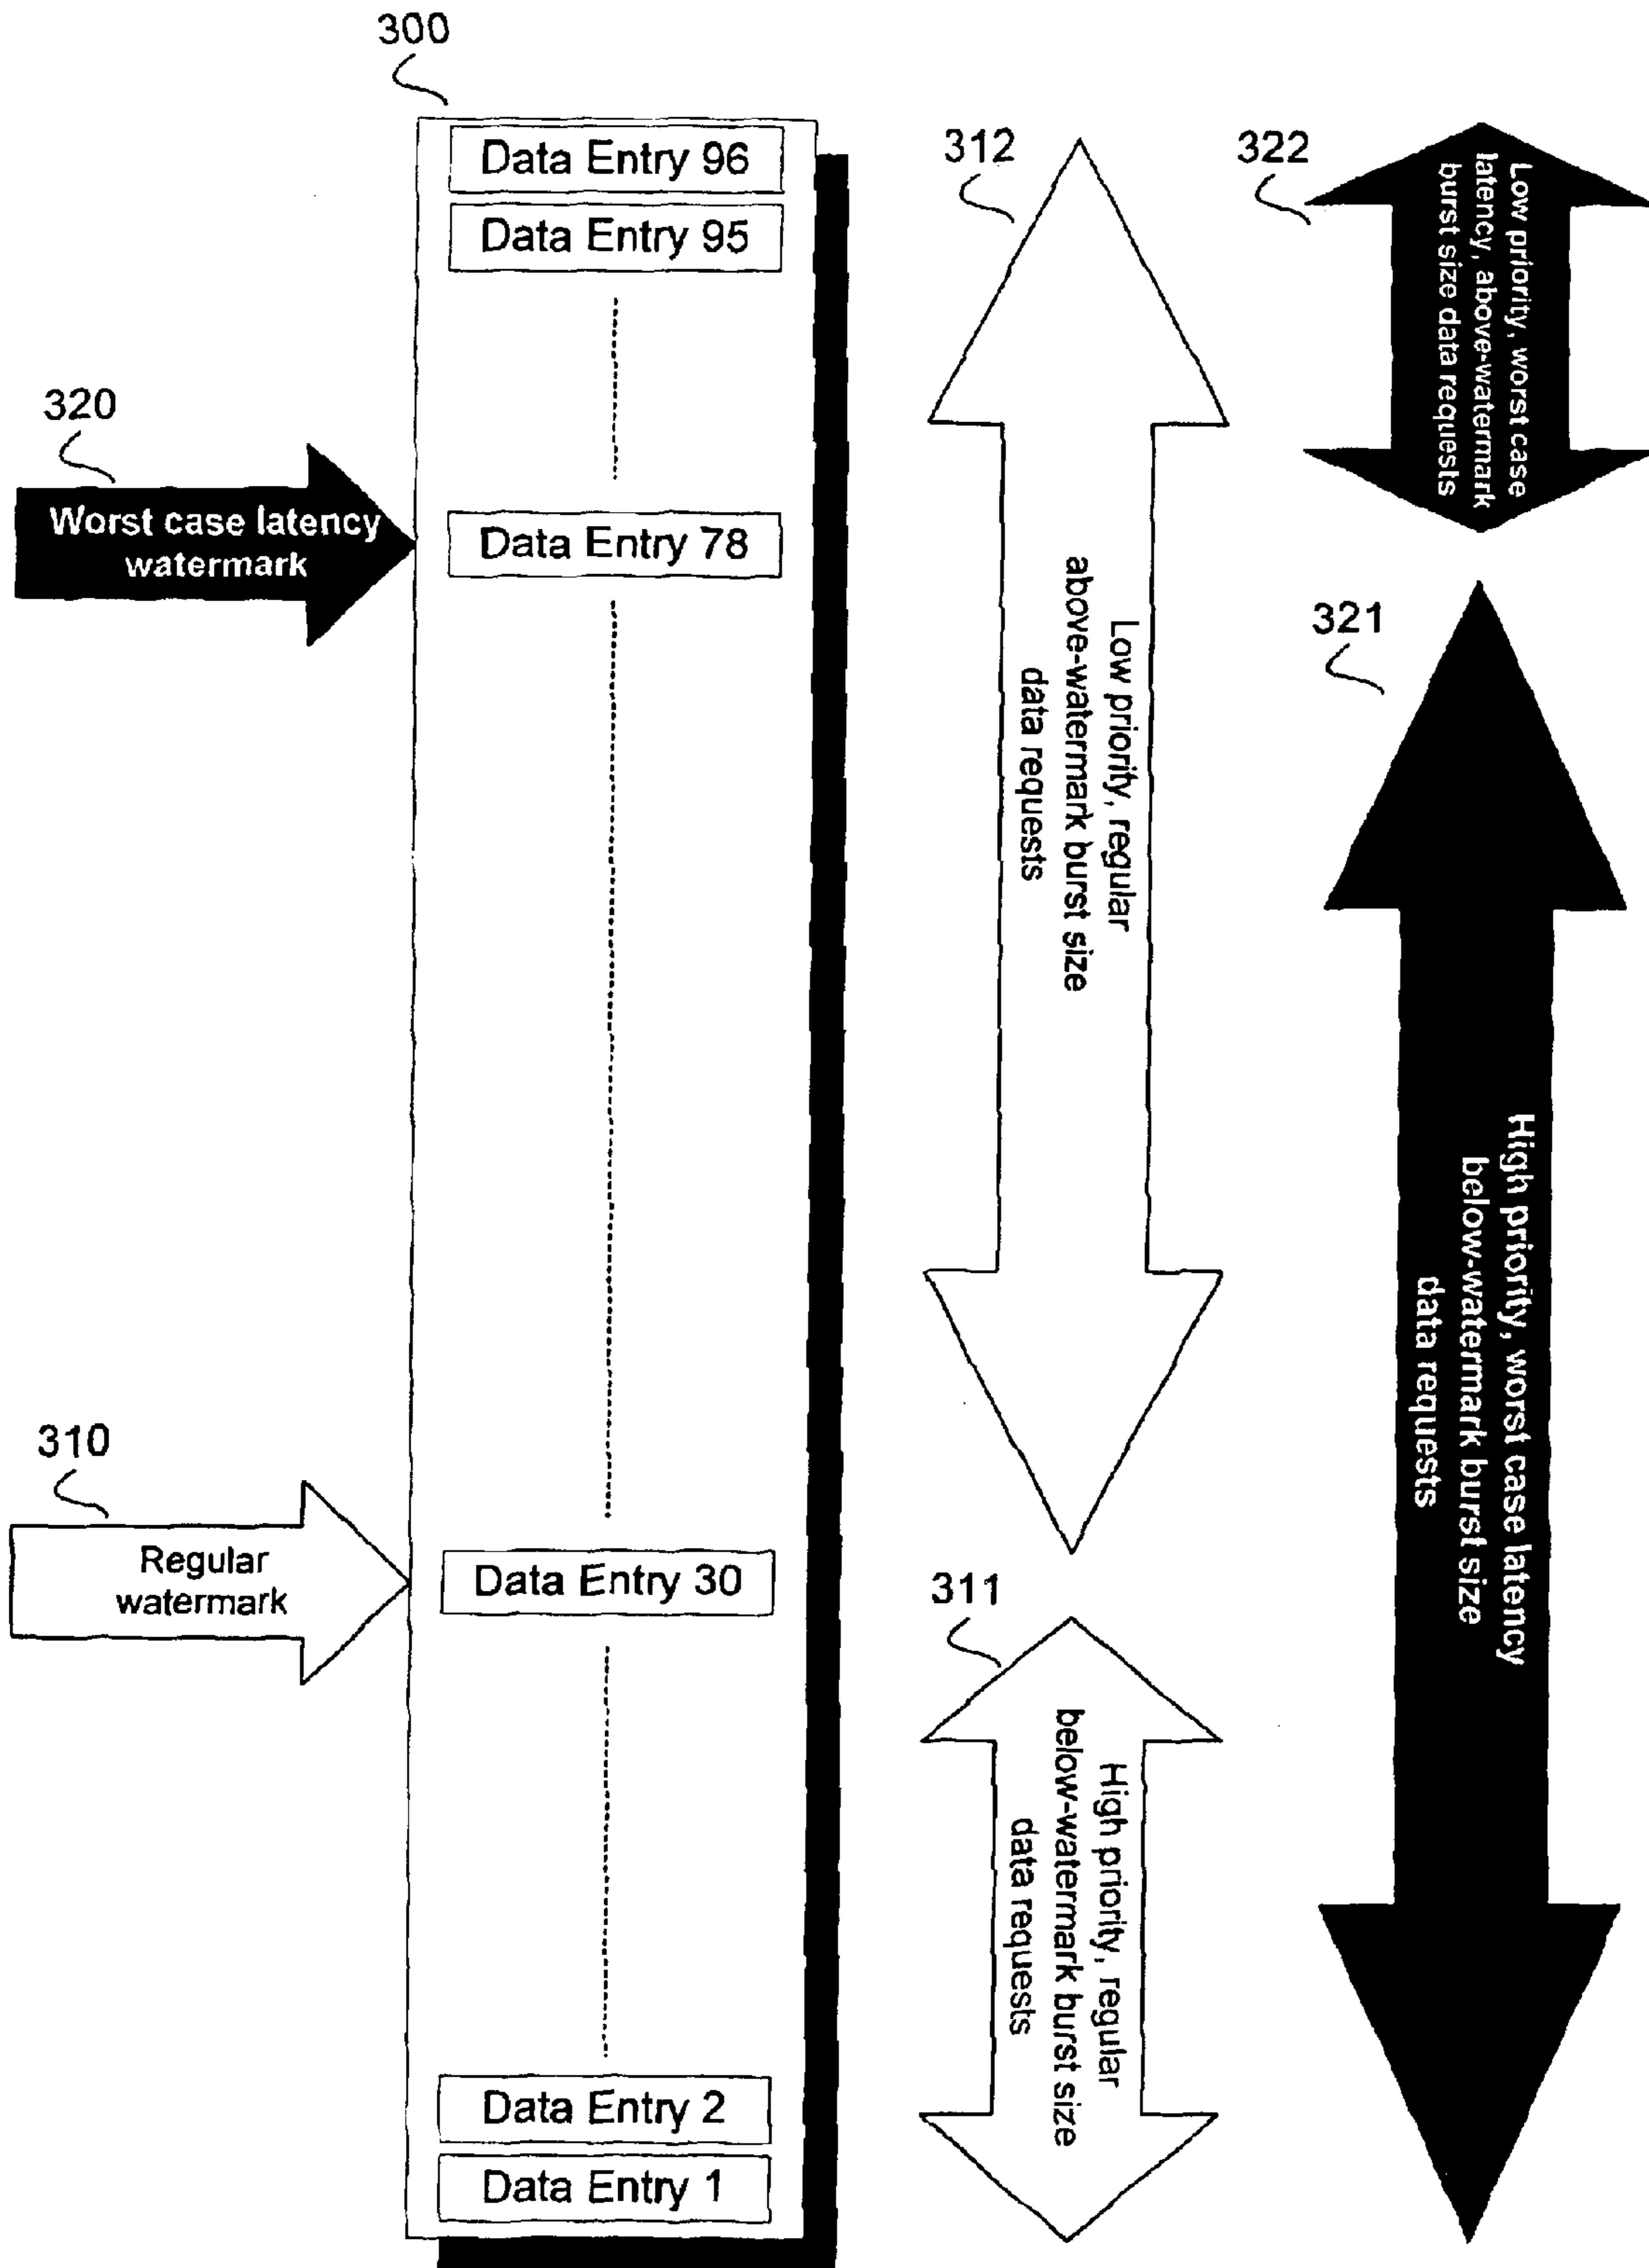 300
Data Entry 96
Data Entry 95
312
322
Low priority, worst case
latency, above-watermark
burst size data requests
320
Worst case latency
watermark
Data Entry 78
Low priority, regular
above-watermark burst size
data requests
321
High priority, worst case latency
below-watermark burst size
data requests
310
Regular
watermark
Data Entry 30
311
High priority, regular
below-watermark burst size
data requests
Data Entry 2
Data Entry 1